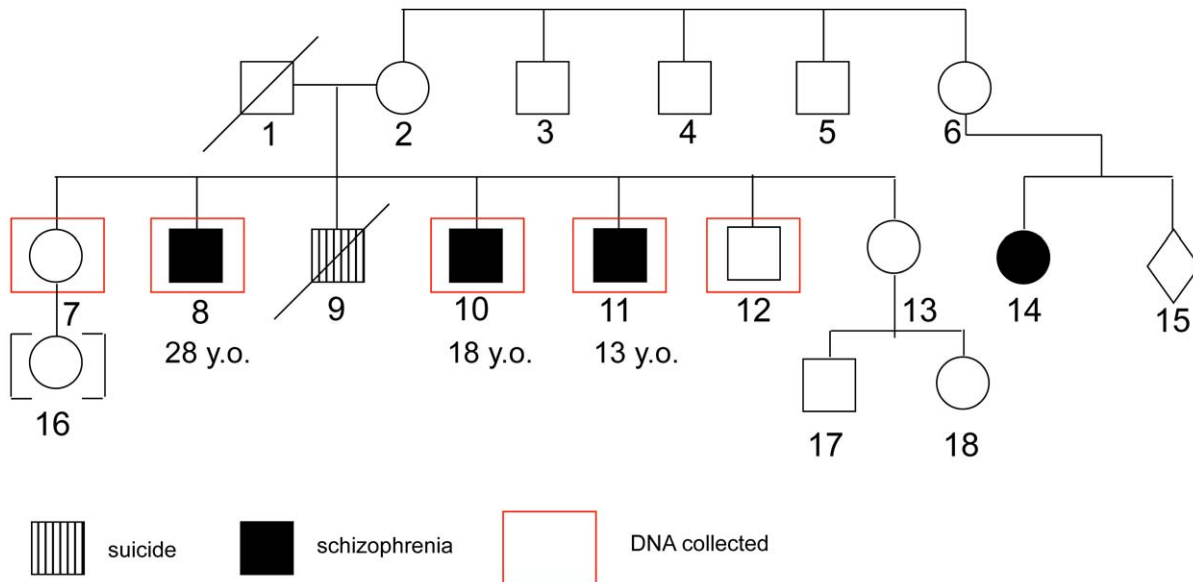 1 2 3 4 5 6
7 8 9 10 11 12 13 14 15
28 y.o. 18 y.o. 13 y.o.
16 17 18
suicide schizophrenia DNA collected